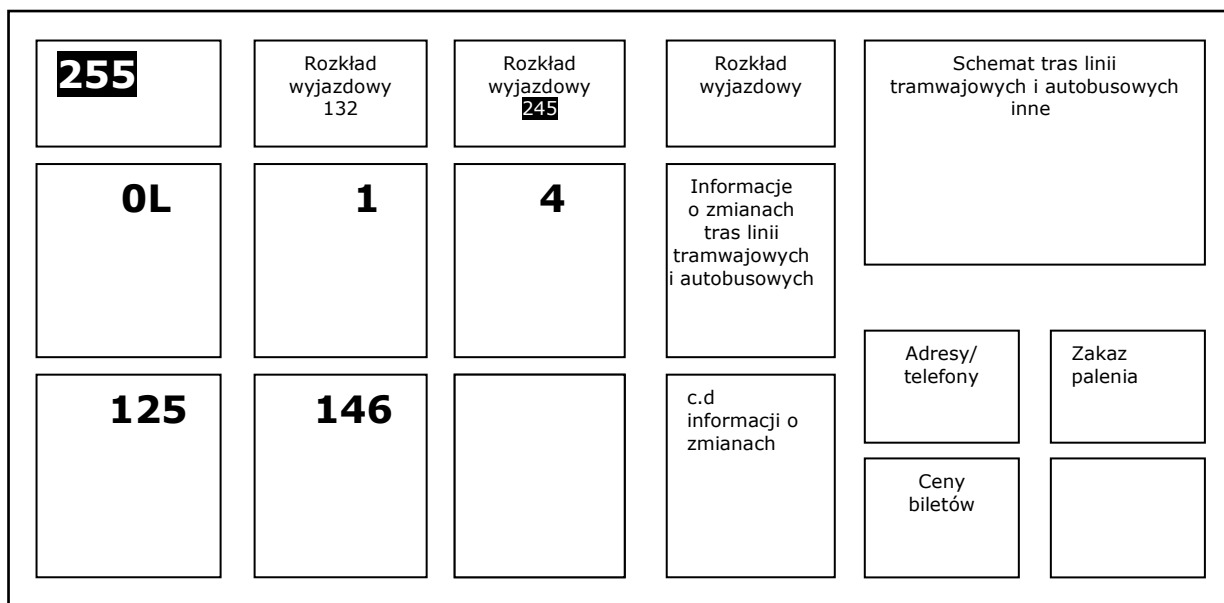 255
Rozkład
wyjazdowy
132
Rozkład
wyjazdowy
245
Rozkład
wyjazdowy
Schemat tras linii
tramwajowych i autobusowych
inne
0L
1
4
Informacje
o zmianach
tras linii
tramwajowych
i autobusowych
Adresy/
telefony
Zakaz
palenia
125
146
c.d
informacji o
zmianach
Ceny
biletów